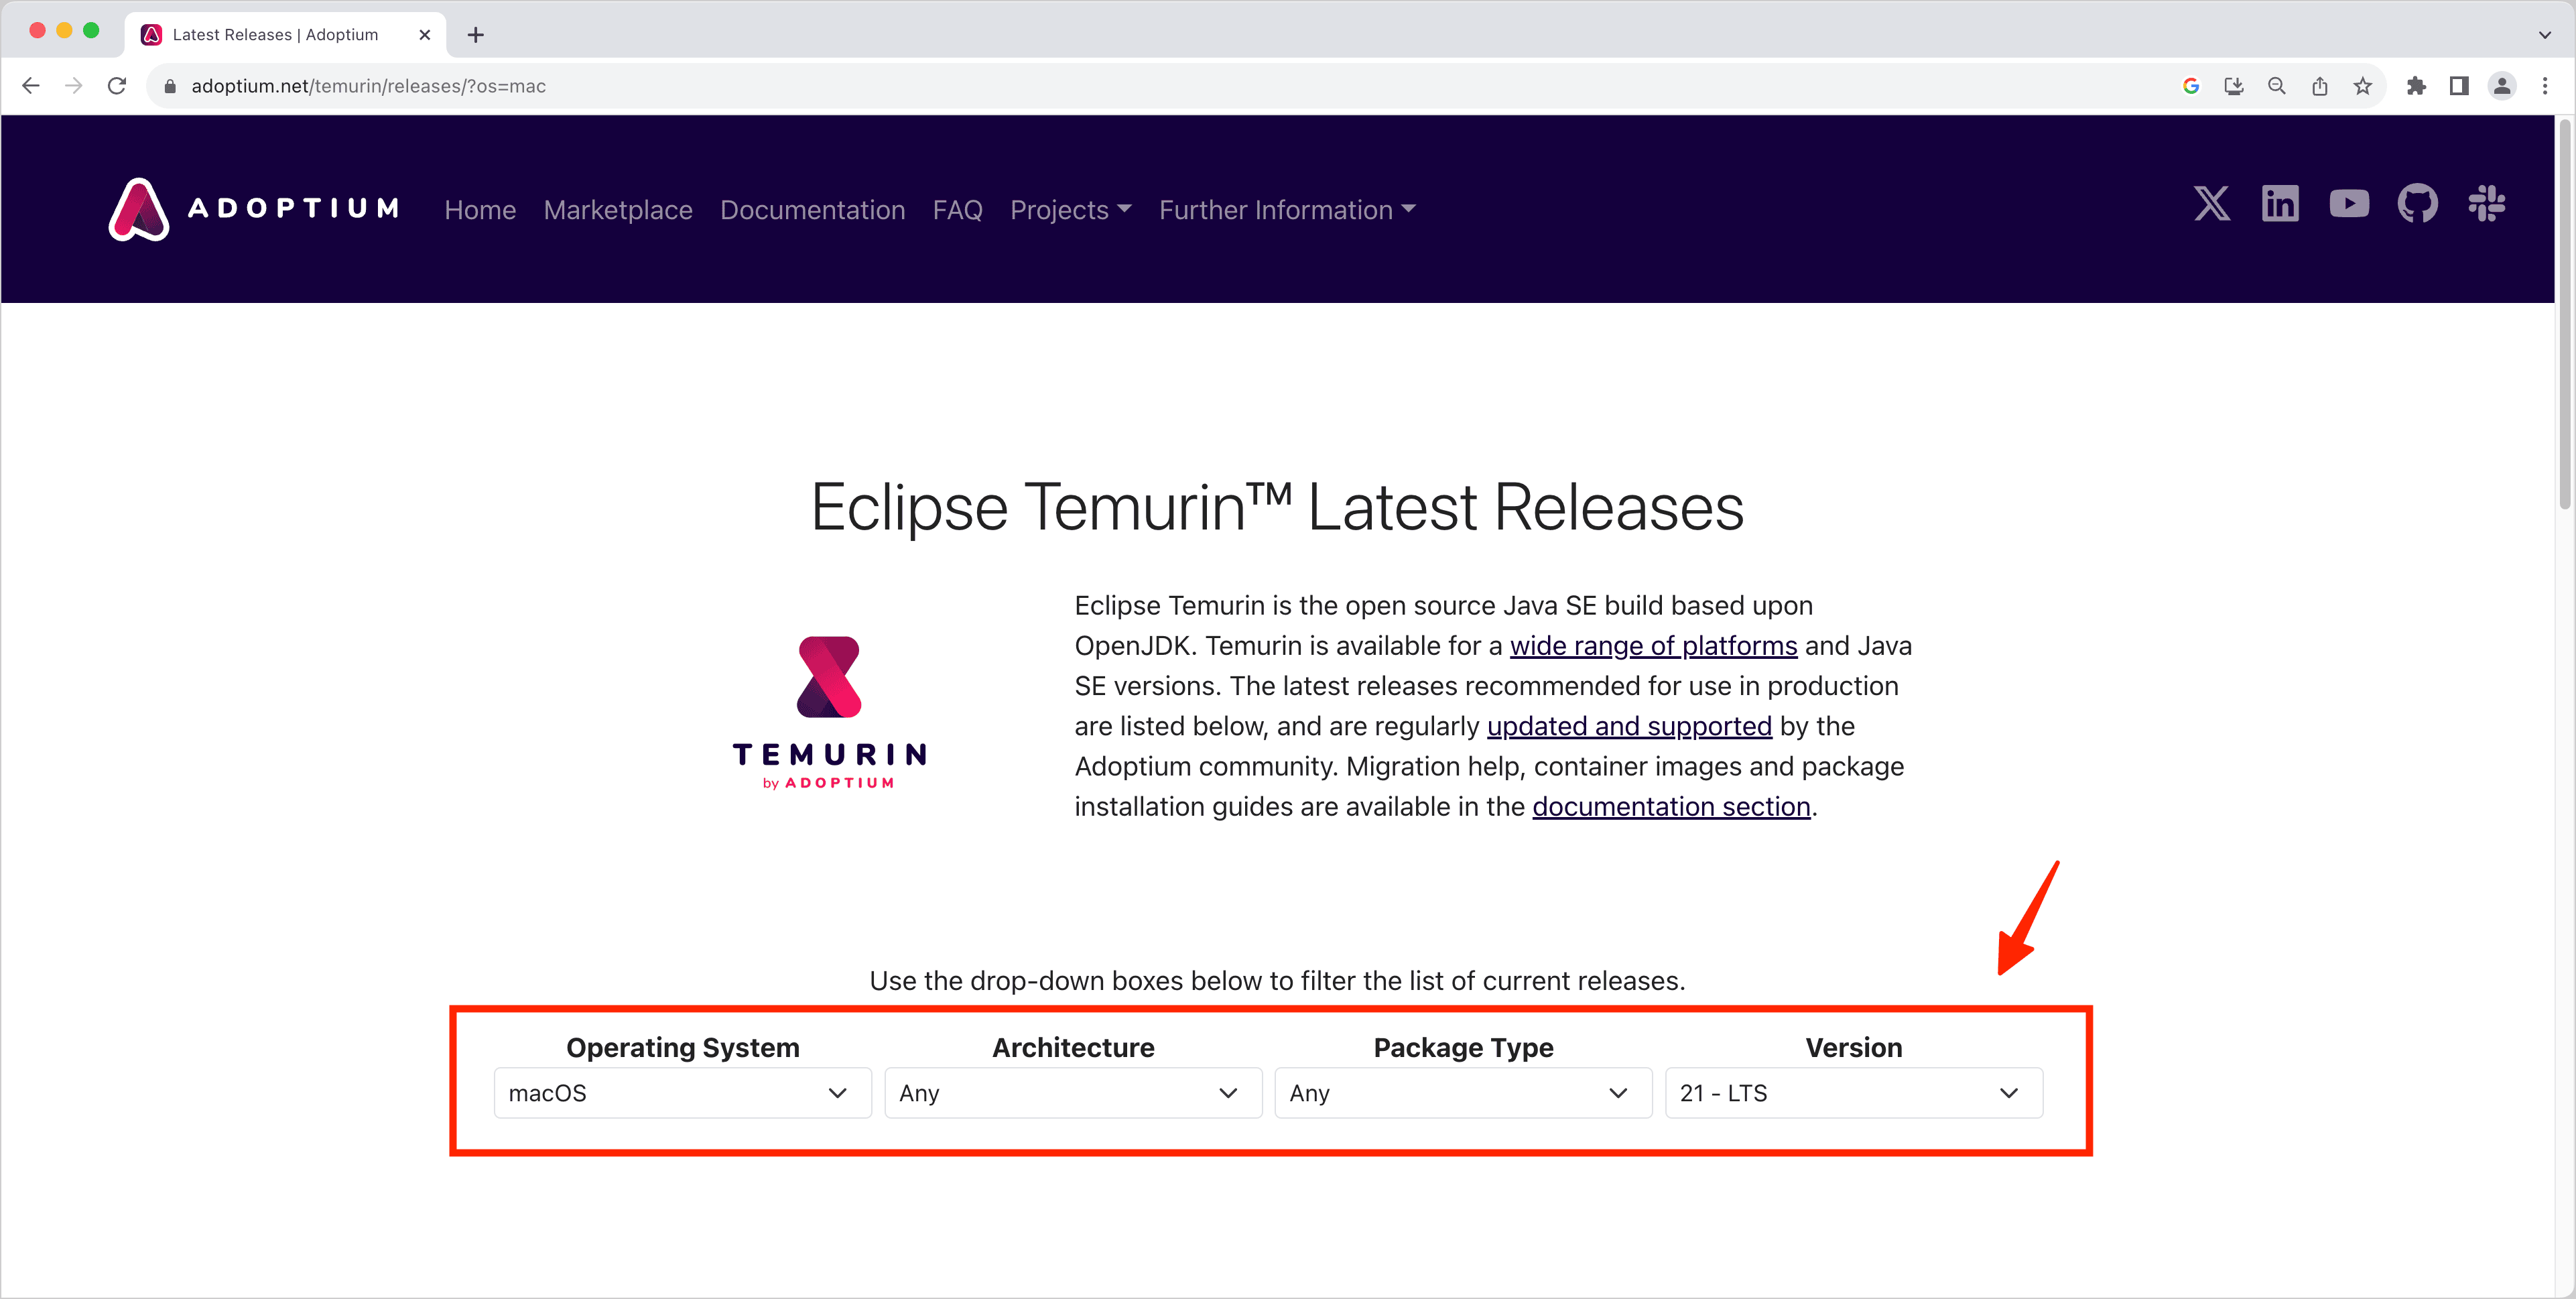 Latest Releases | Adoptium
adoptium.net/temurin/releases/?os=mac
ADOPTIUM Home Marketplace Documentation FAQ Projects Further Information
Eclipse Temurin™ Latest Releases
TEMURIN
by ADOPTIUM
Eclipse Temurin is the open source Java SE build based upon
OpenJDK. Temurin is available for a wide range of platforms and Java
SE versions. The latest releases recommended for use in production
are listed below, and are regularly updated and supported by the
Adoptium community. Migration help, container images and package
installation guides are available in the documentation section.
Use the drop-down boxes below to filter the list of current releases.
Operating System Architecture Package Type Version
macOS Any Any 21 - LTS